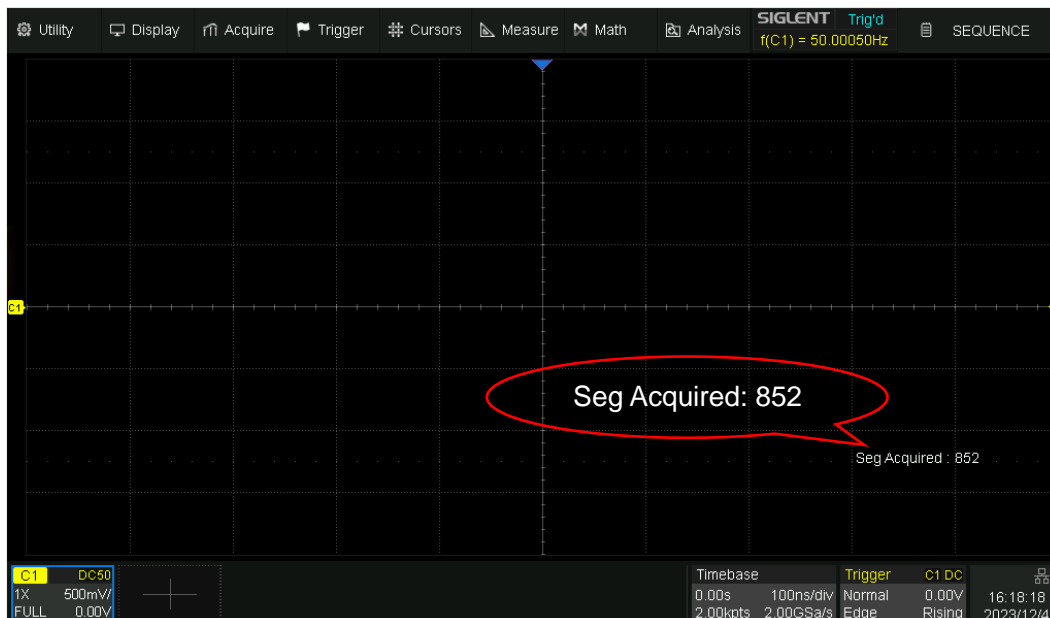 Utility Display Acquire Trigger Cursors Measure Math Analysis SIGLENT Trig'd SEQUENCE
f(C1) = 50.00050Hz
C1
Seg Acquired: 852
Seg Acquired : 852
C1 DC50 Timebase Trigger C1 DC
1X 500mV/ 0.00s 100ns/div Normal 0.00V 16:18:18
FULL 0.00V 2.00kpts 2.00GSa/s Edge Rising 2023/12/4